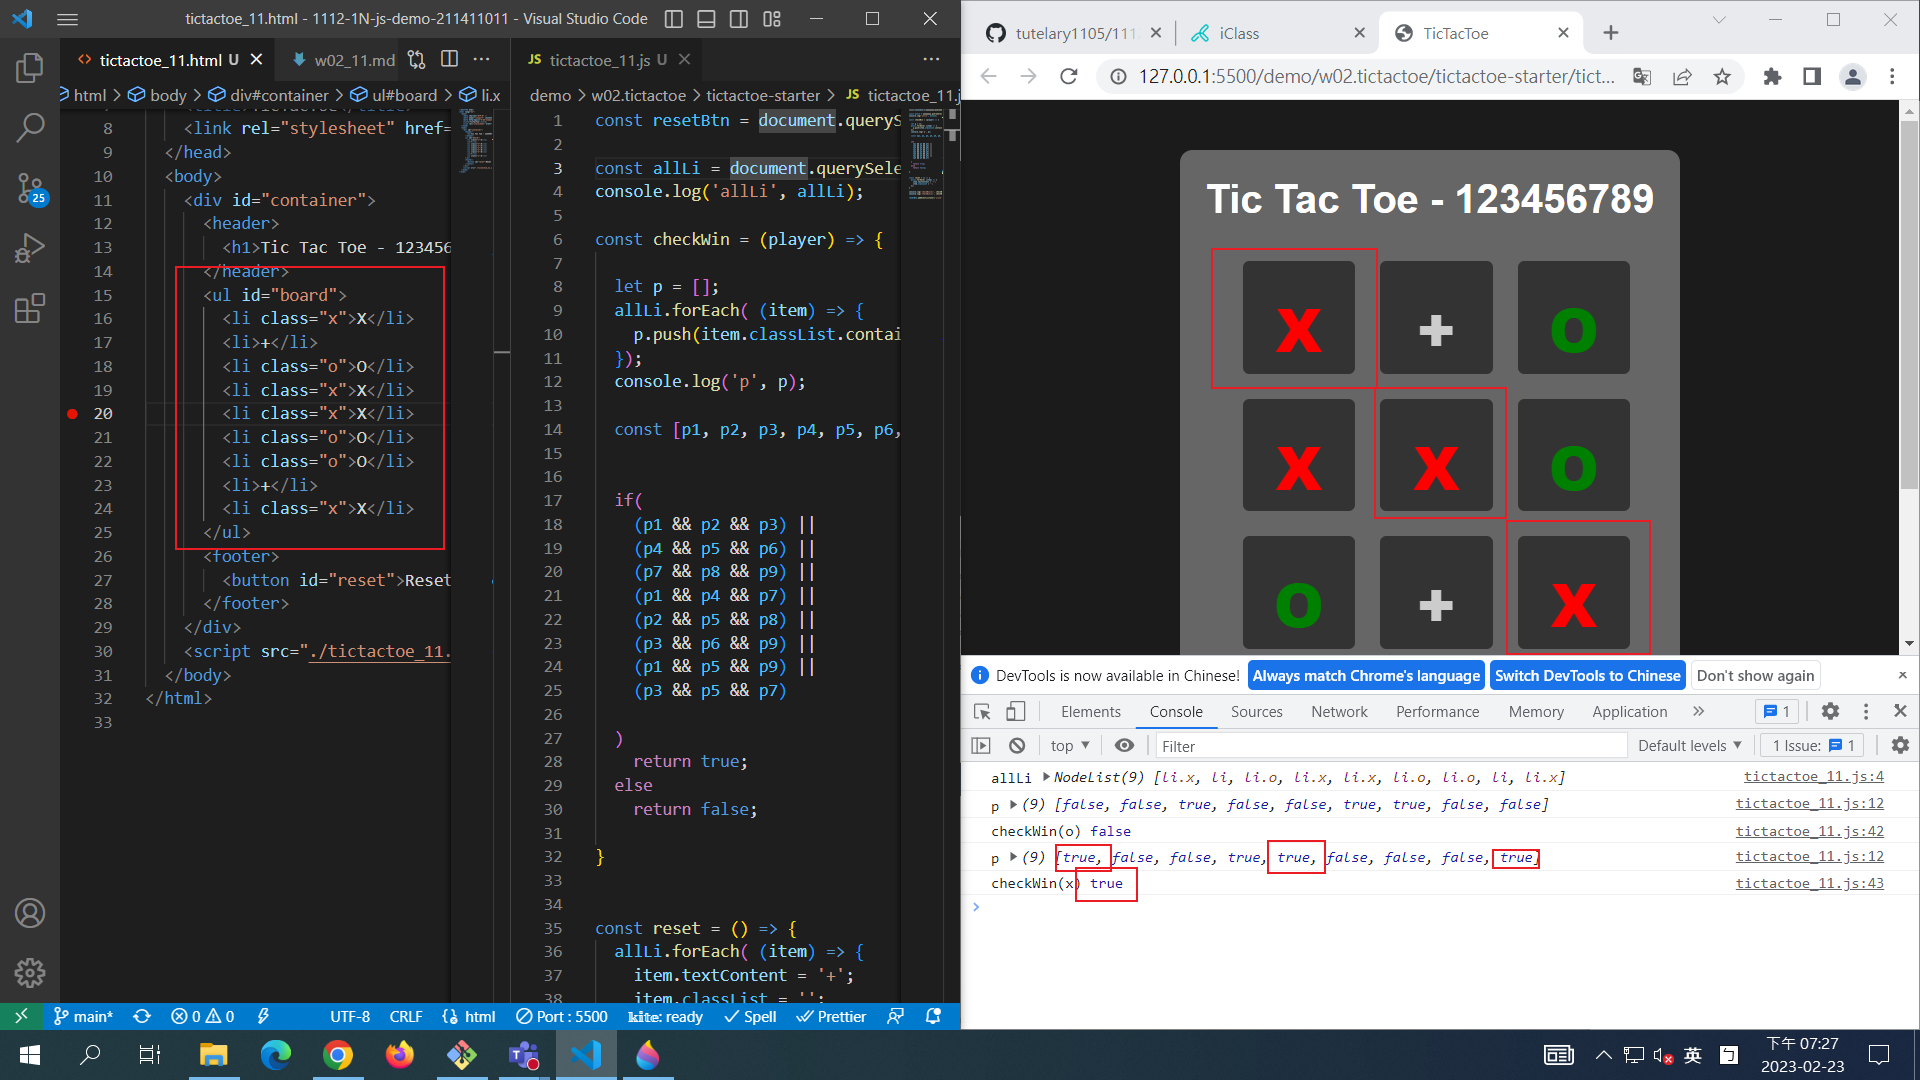 tictactoe_11.html - 1112-1N-js-demo-211411011 - Visual Studio Code
tictactoe_11.html U
w02_11.md
html > body > div#container > ul#board > li.x
8 <link rel="stylesheet" href=
9 </head>
10 <body>
11 <div id="container">
12 <header>
13 <h1>Tic Tac Toe - 123456
14 </header>
15 <ul id="board">
16 <li class="x">X</li>
17 <li>+</li>
18 <li class="o">O</li>
19 <li class="x">X</li>
20 <li class="x">X</li>
21 <li class="o">O</li>
22 <li class="o">O</li>
23 <li>+</li>
24 <li class="x">X</li>
25 </ul>
26 <footer>
27 <button id="reset">Reset
28 </footer>
29 </div>
30 <script src="./tictactoe_11.
31 </body>
32 </html>
33
JS tictactoe_11.js U
demo > w02.tictactoe > tictactoe-starter > JS tictactoe_11.j
1 const resetBtn = document.queryS
2
3 const allLi = document.querySele
4 console.log('allLi', allLi);
5
6 const checkWin = (player) => {
7
8 let p = [];
9 allLi.forEach( (item) => {
10 p.push(item.classList.contai
11 });
12 console.log('p', p);
13
14 const [p1, p2, p3, p4, p5, p6,
15
16
17 if(
18 (p1 && p2 && p3) ||
19 (p4 && p5 && p6) ||
20 (p7 && p8 && p9) ||
21 (p1 && p4 && p7) ||
22 (p2 && p5 && p8) ||
23 (p3 && p6 && p9) ||
24 (p1 && p5 && p9) ||
25 (p3 && p5 && p7)
26
27 )
28 return true;
29 else
30 return false;
31
32 }
33
34
35 const reset = () => {
36 allLi.forEach( (item) => {
37 item.textContent = '+';
38 item.classList = '';
25
main* 0 0 UTF-8 CRLF html Port : 5500 kite: ready Spell Prettier
tutelary1105/111
iClass
TicTacToe
127.0.0.1:5500/demo/w02.tictactoe/tictactoe-starter/tict...
Tic Tac Toe - 123456789
X + O
X X O
O + X
DevTools is now available in Chinese! Always match Chrome's language Switch DevTools to Chinese Don't show again
Elements Console Sources Network Performance Memory Application 1
top Filter Default levels 1 Issue: 1
allLi NodeList(9) [li.x, li, li.o, li.x, li.x, li.o, li.o, li, li.x] tictactoe_11.js:4
p (9) [false, false, true, false, false, true, true, false, false] tictactoe_11.js:12
checkWin(o) false tictactoe_11.js:42
p (9) [true, false, false, true, true, false, false, false, true] tictactoe_11.js:12
checkWin(x) true tictactoe_11.js:43
英 下午 07:27
2023-02-23